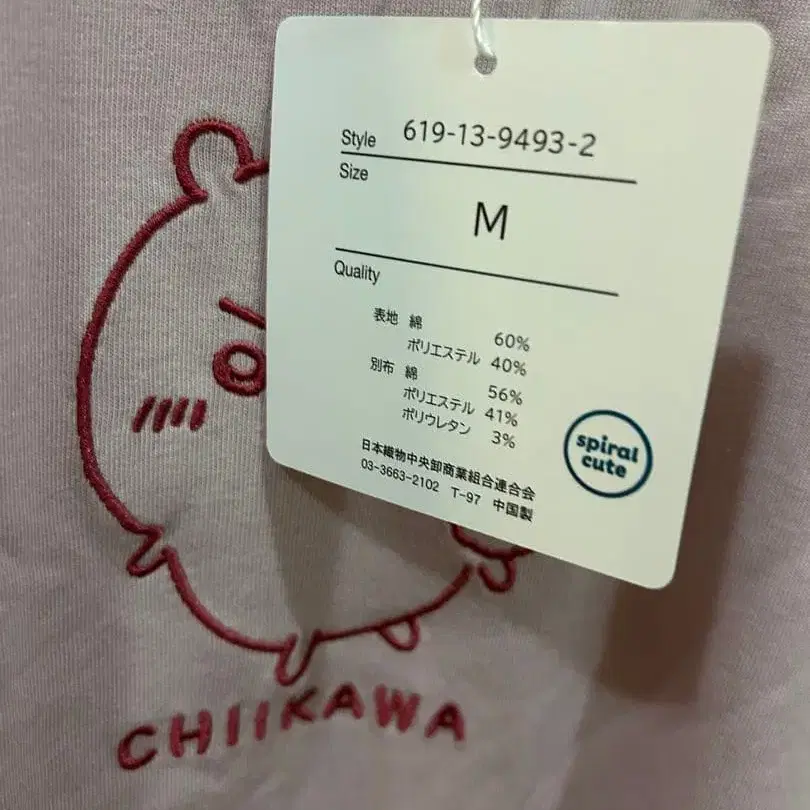 Style 619-13-9493-2
Size
M
Quality
表地 綿 60%
ポリエステル 40%
別布 綿 56%
ポリエステル 41%
ポリウレタン 3%
日本織物中央卸商業組合連合会
03-3663-2102 T-97 中国製
spiral
cute
CHIIKAWA